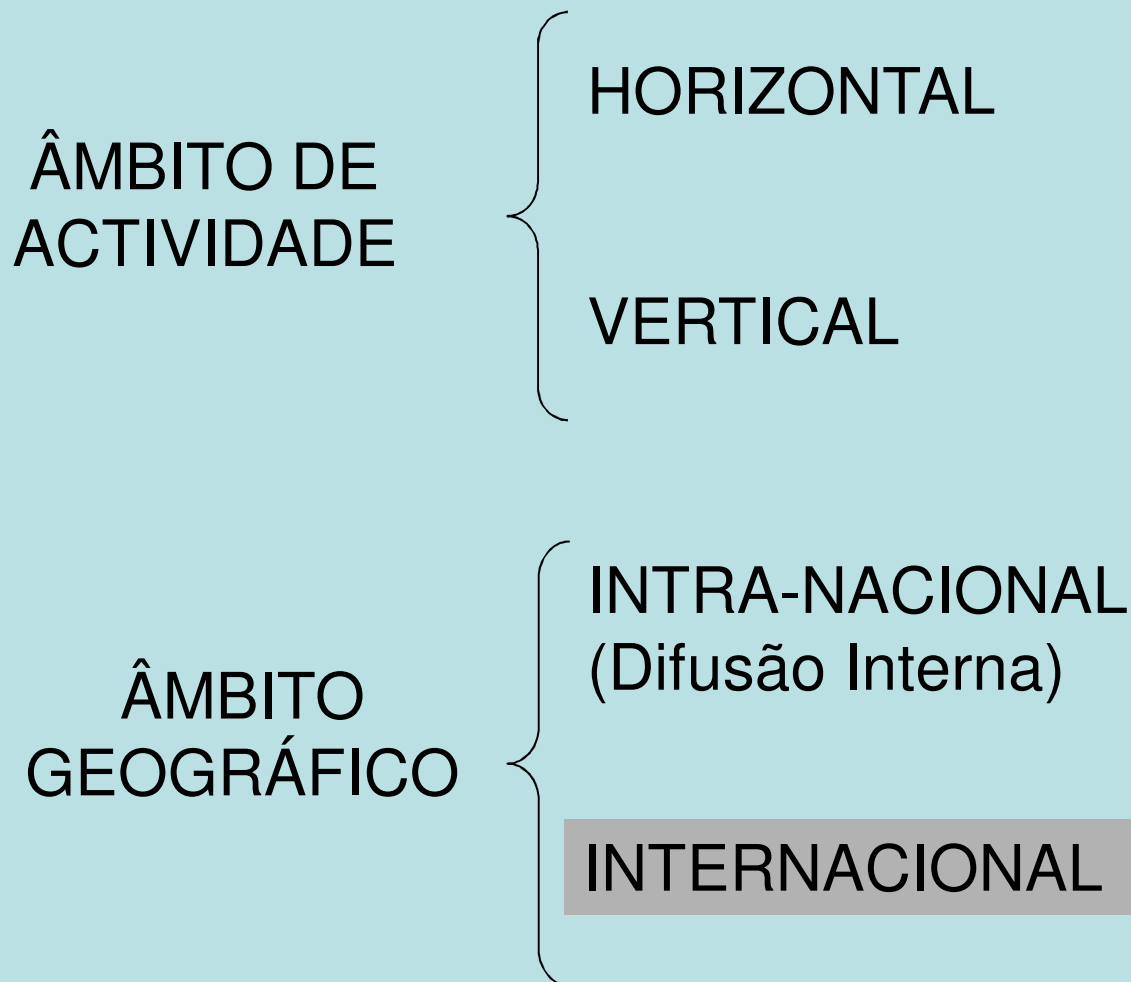 ÂMBITO DE
ACTIVIDADE
HORIZONTAL
VERTICAL
ÂMBITO
GEOGRÁFICO
INTRA-NACIONAL
(Difusão Interna)
INTERNACIONAL